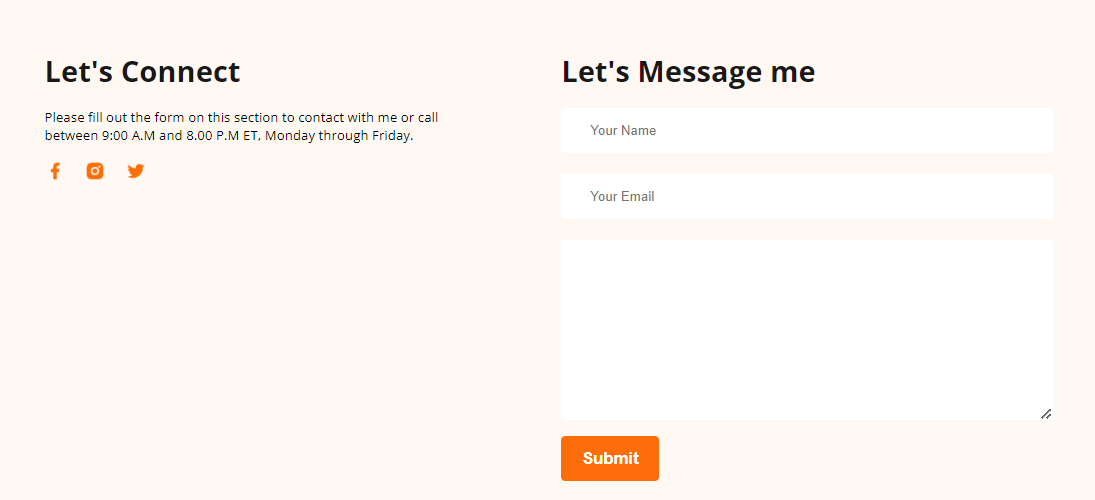 Let's Connect
Please fill out the form on this section to contact with me or call
between 9:00 A.M and 8.00 P.M ET, Monday through Friday.
Let's Message me
Your Name
Your Email
Submit